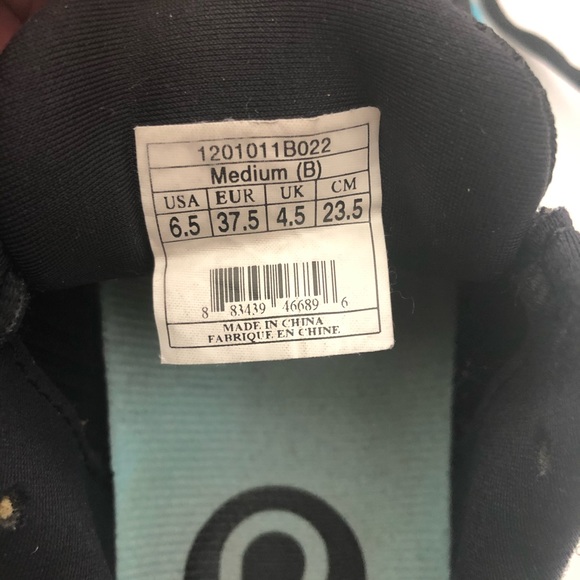 1201011B022
Medium (B)
USA EUR UK CM
6.5 37.5 4.5 23.5
8 83439 46689 6
MADE IN CHINA
FABRIQUE EN CHINE